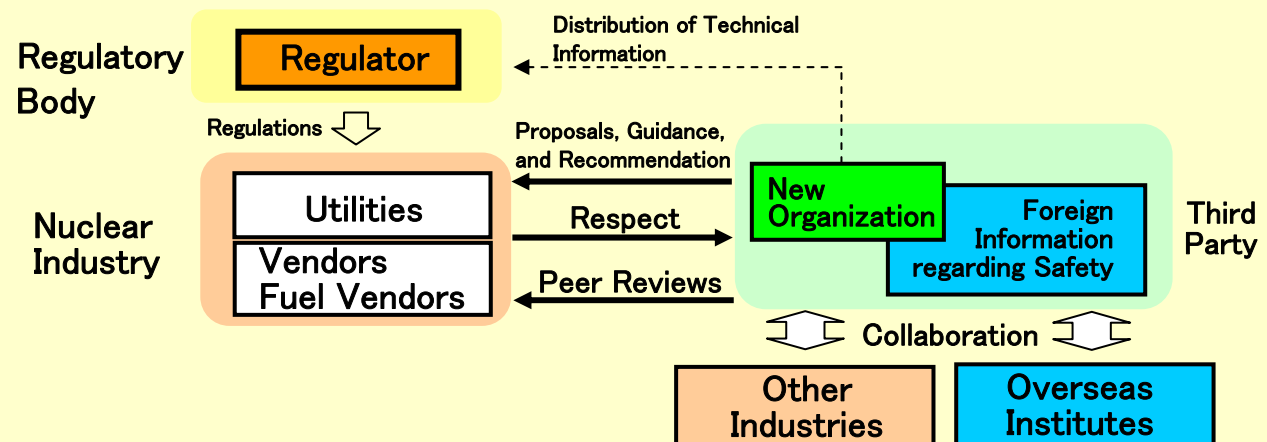 Distribution of Technical
Information
Regulatory
Body
Regulator
Regulations
Proposals, Guidance,
and Recommendation
Nuclear
Industry
Utilities
Vendors
Fuel Vendors
Respect
Peer Reviews
New
Organization
Foreign
Information
regarding Safety
Third
Party
Collaboration
Other
Industries
Overseas
Institutes